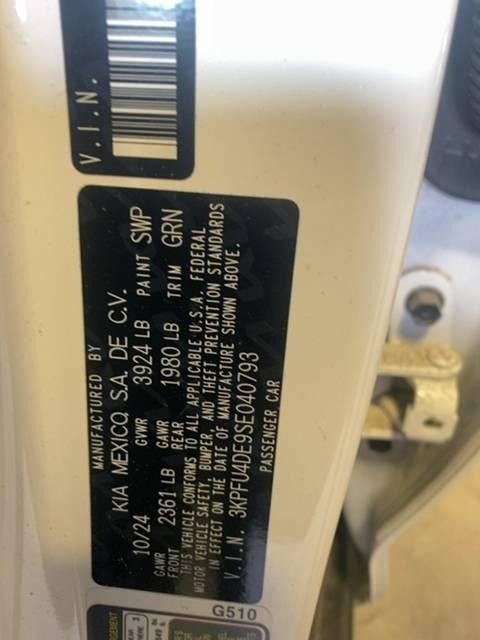 V.I.N.
MANUFACTURED BY
KIA MEXICO, S.A. DE C.V.
10/24 GVWR 3924 LB PAINT SWP
GAWR FRONT 2361 LB GAWR REAR 1980 LB TRIM GRN
THIS VEHICLE CONFORMS TO ALL APPLICABLE U.S.A. FEDERAL
MOTOR VEHICLE SAFETY, BUMPER, AND THEFT PREVENTION STANDARDS
IN EFFECT ON THE DATE OF MANUFACTURE SHOWN ABOVE.
V.I.N. 3KPFU4DE9SE040793
PASSENGER CAR
G510